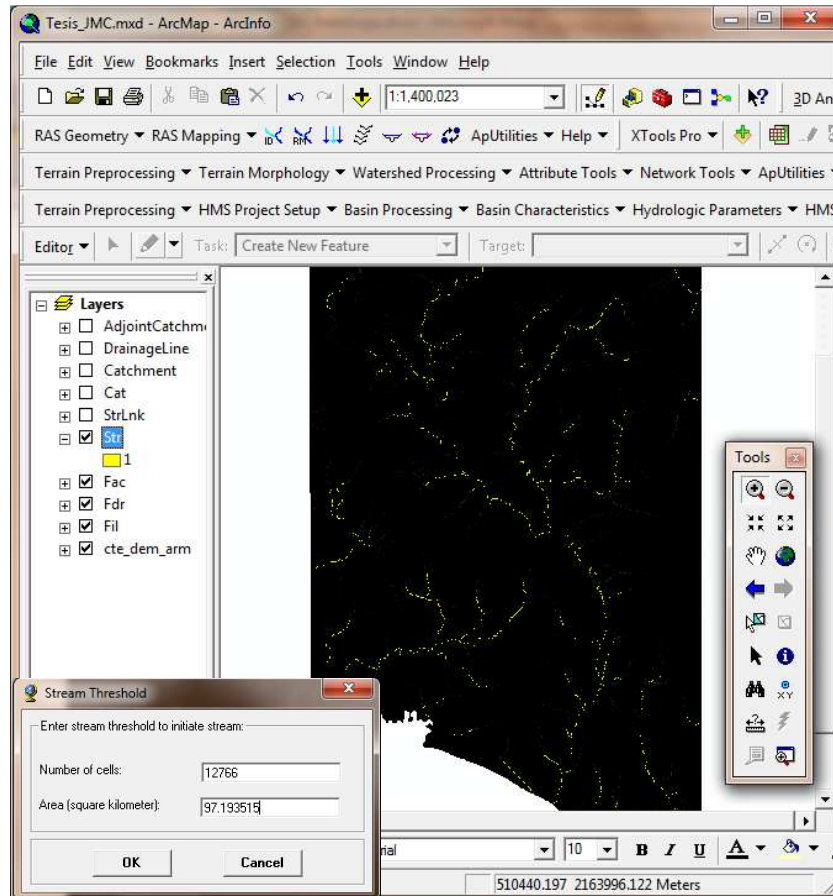 Tesis_JMC.mxd - ArcMap - ArcInfo
File Edit View Bookmarks Insert Selection Tools Window Help
1:1,400,023
3D An
RAS Geometry RAS Mapping ID RM ApUtilities Help XTools Pro
Terrain Preprocessing Terrain Morphology Watershed Processing Attribute Tools Network Tools ApUtilities
Terrain Preprocessing HMS Project Setup Basin Processing Basin Characteristics Hydrologic Parameters HMS
Editor Task: Create New Feature Target:
Layers
AdjointCatchm
DrainageLine
Catchment
Cat
StrLnk
Str
1
Fac
Fdr
Fil
cte_dem_arm
Tools
XY
Stream Threshold
Enter stream threshold to initiate stream:
Number of cells: 12766
Area (square kilometer): 97.193515
OK Cancel
rial 10 B I U A
510440.197 2163996.122 Meters